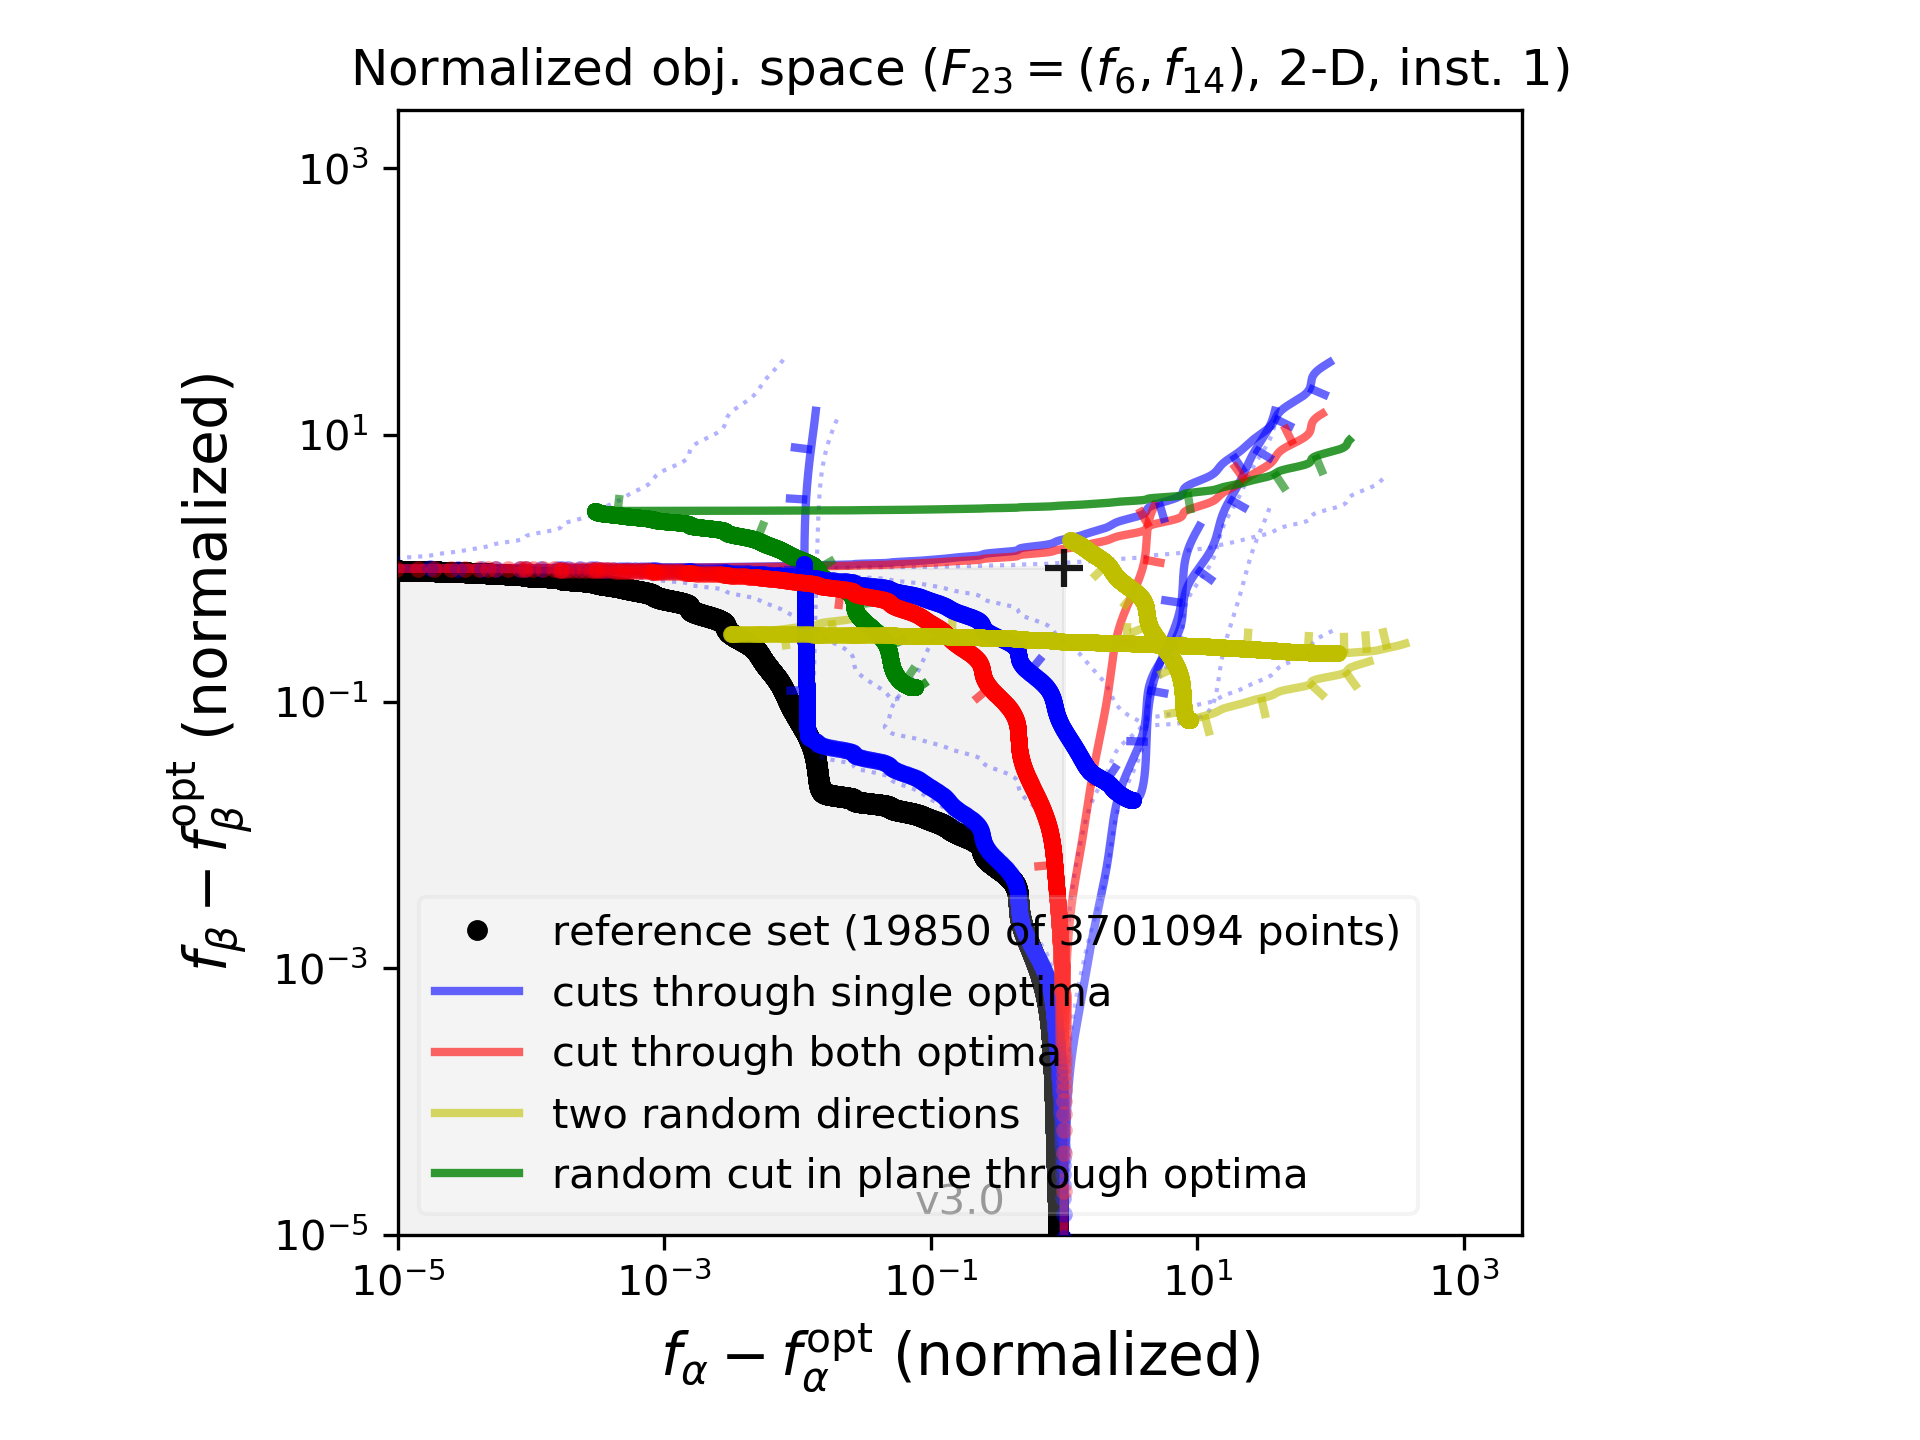 Normalized obj. space (F₂₃ = (f₆, f₁₄), 2-D, inst. 1)
10³
10¹
10⁻¹
10⁻³
10⁻⁵
f_β − f_β^opt (normalized)
reference set (19850 of 3701094 points)
cuts through single optima
cut through both optima
two random directions
random cut in plane through optima
v3.0
10⁻⁵ 10⁻³ 10⁻¹ 10¹ 10³
f_α − f_α^opt (normalized)